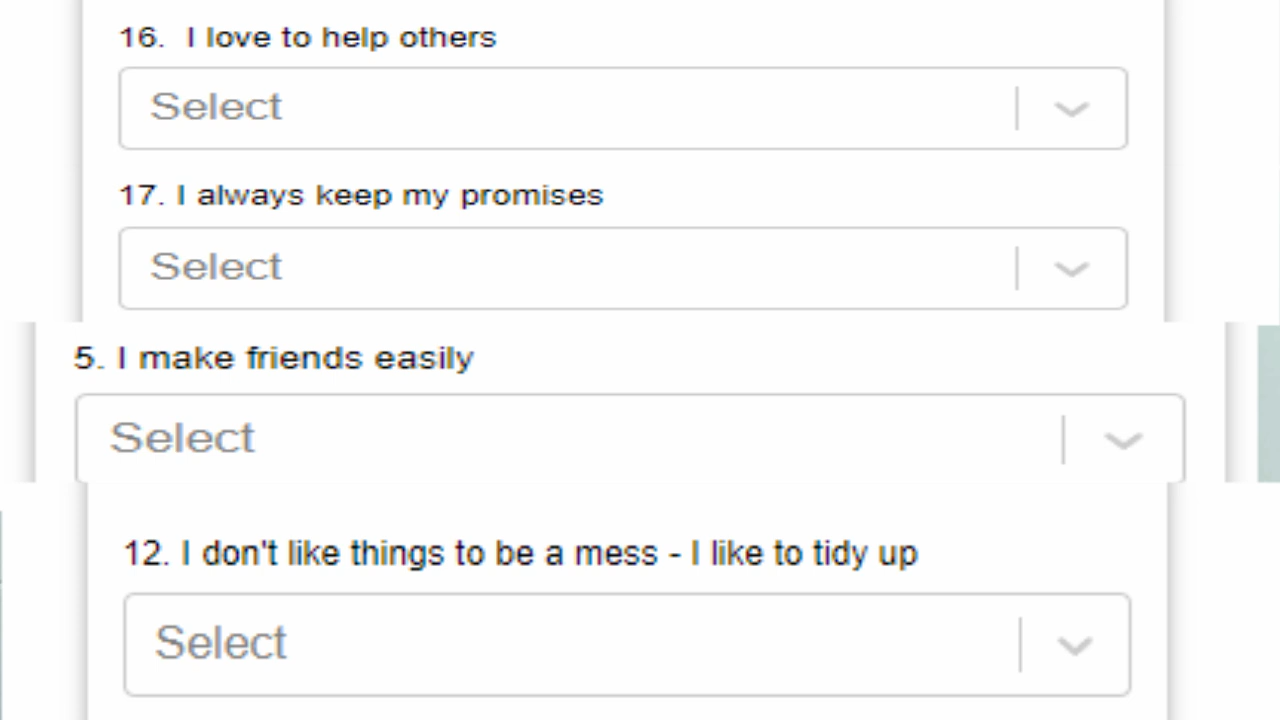 16. I love to help others
Select
17. I always keep my promises
Select
5. I make friends easily
Select
12. I don't like things to be a mess - I like to tidy up
Select